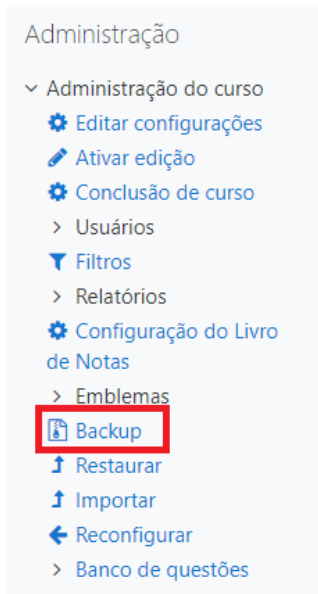 Administração
Administração do curso
Editar configurações
Ativar edição
Conclusão de curso
Usuários
Filtros
Relatórios
Configuração do Livro
de Notas
Emblemas
Backup
Restaurar
Importar
Reconfigurar
Banco de questões